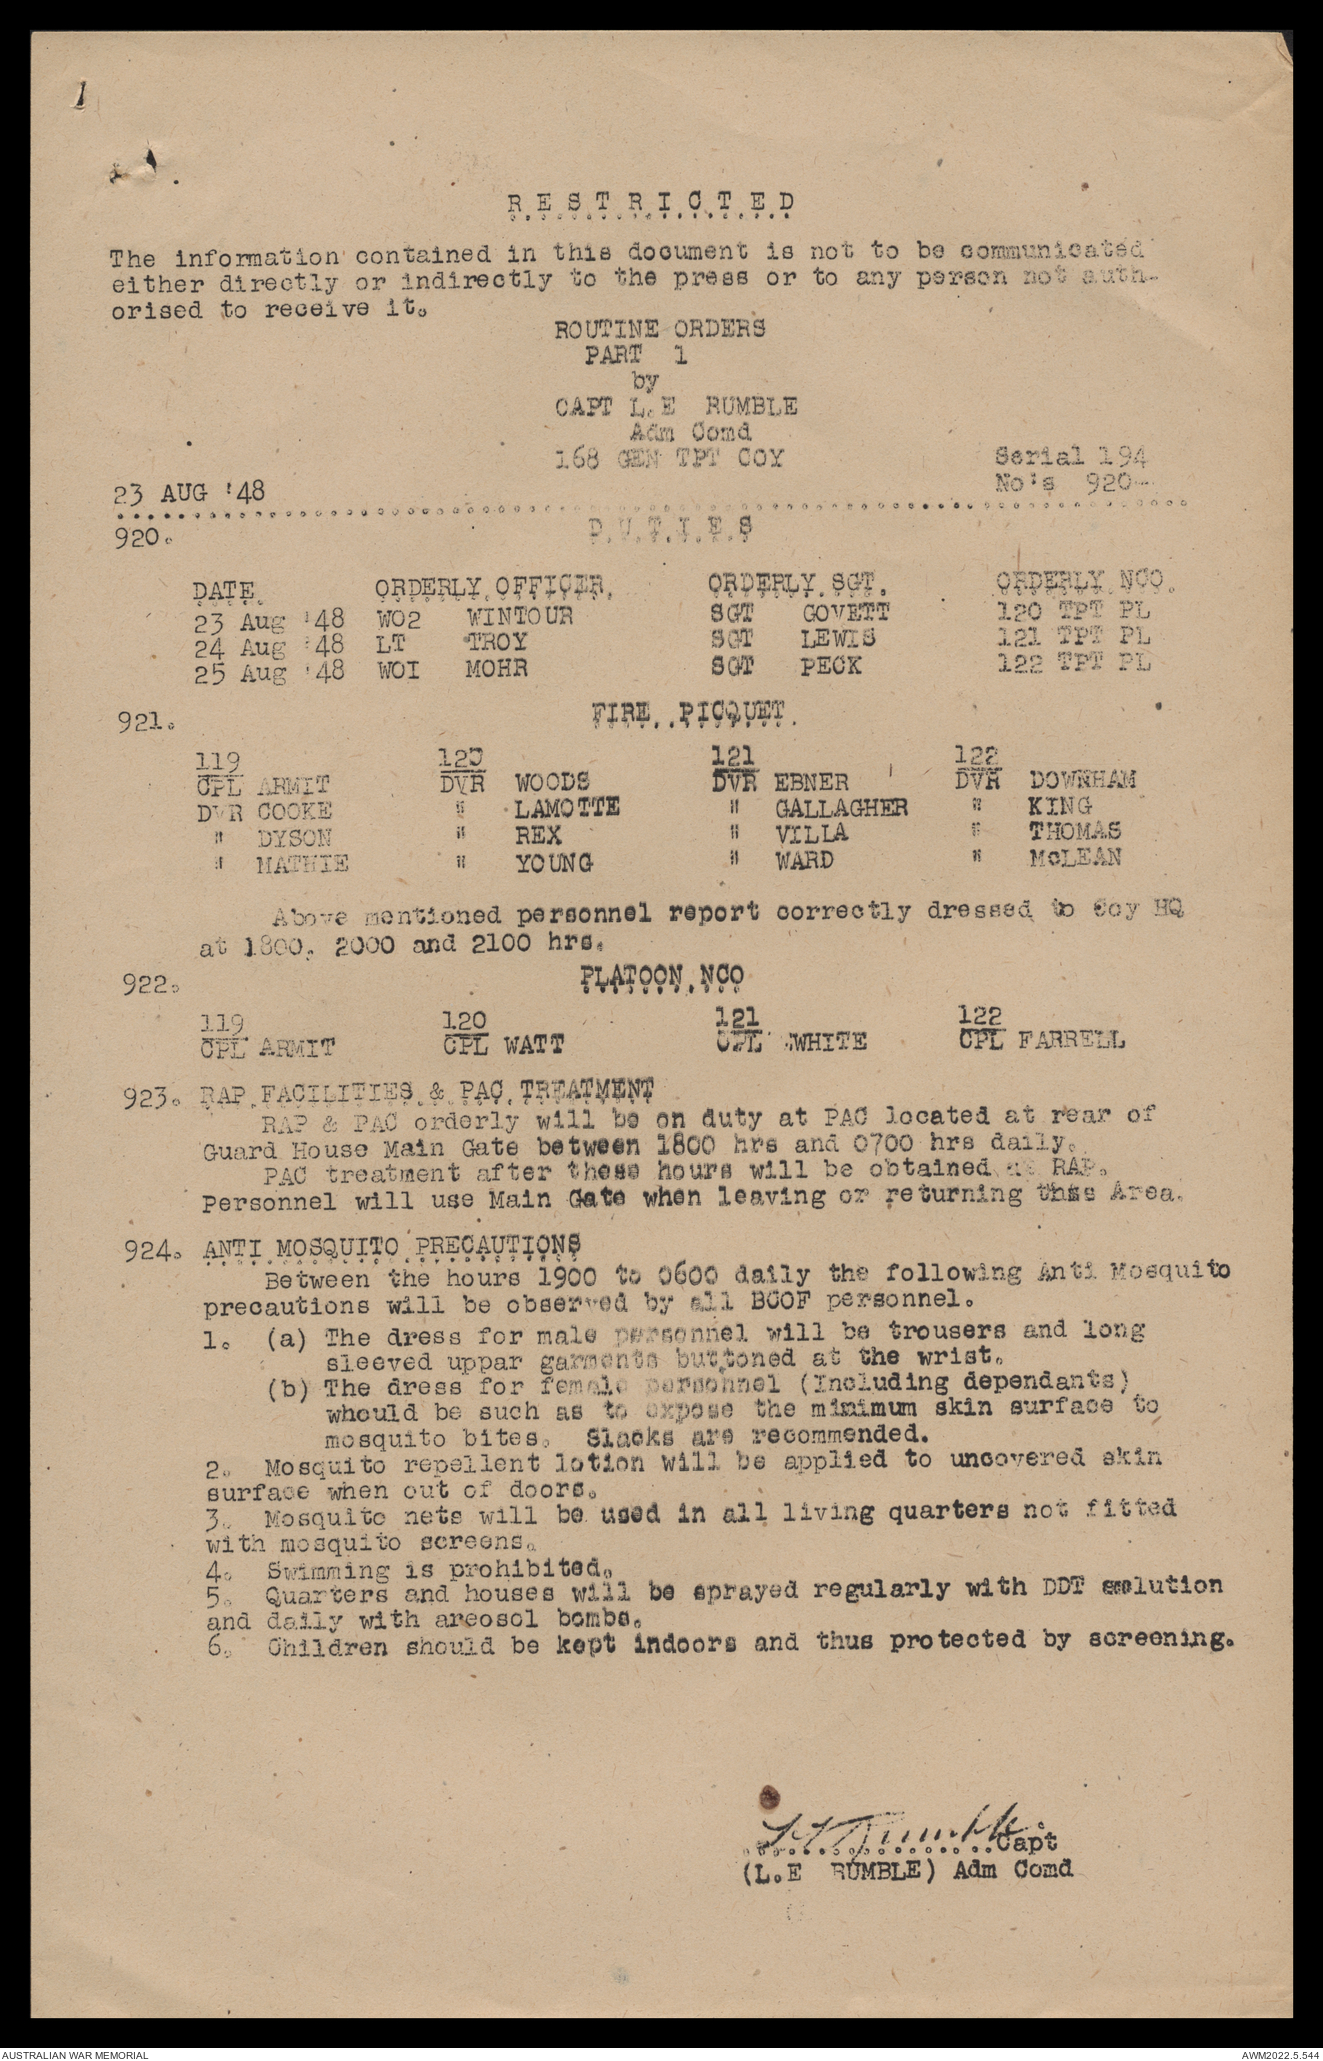 1
R E S T R I C T E D
The information contained in this document is not to be communicated
either directly or indirectly to the press or to any person not auth-
orised to receive it.
ROUTINE ORDERS
PART 1
by
CAPT L.E RUMBLE
Adm Comd
168 GEN TPT COY
Serial 194
No's 920-
23 AUG '48
920. D.U.T.I.E.S
DATE. ORDERLY OFFICER. ORDERLY SGT. ORDERLY NCO.
23 Aug '48 WO2 WINTOUR SGT GOVETT 120 TPT PL
24 Aug '48 LT TROY SGT LEWIS 121 TPT PL
25 Aug '48 WOI MOHR SGT PECK 122 TPT PL
921. FIRE PICQUET.
119 120 121 122
CPL ARMIT DVR WOODS DVR EBNER DVR DOWNHAM
DVR COOKE " LAMOTTE " GALLAGHER " KING
" DYSON " REX " VILLA " THOMAS
" MATHIE " YOUNG " WARD " McLEAN
Above mentioned personnel report correctly dressed to Coy HQ
at 1800, 2000 and 2100 hrs.
922. PLATOON NCO
119 120 121 122
CPL ARMIT CPL WATT CPL WHITE CPL FARRELL
923. RAP FACILITIES & PAC TREATMENT
RAP & PAC orderly will be on duty at PAC located at rear of
Guard House Main Gate between 1800 hrs and 0700 hrs daily.
PAC treatment after these hours will be obtained at RAP.
Personnel will use Main Gate when leaving or returning Area.
924. ANTI MOSQUITO PRECAUTIONS
Between the hours 1900 to 0600 daily the following Anti Mosquito
precautions will be observed by all BCOF personnel.
1. (a) The dress for male personnel will be trousers and long
sleeved uppar garments buttoned at the wrist.
(b) The dress for female personnel (Including dependants)
whould be such as to expose the minimum skin surface to
mosquito bites. Slacks are recommended.
2. Mosquito repellent lotion will be applied to uncovered skin
surface when out of doors.
3. Mosquito nets will be used in all living quarters not fitted
with mosquito screens.
4. Swimming is prohibited.
5. Quarters and houses will be sprayed regularly with DDT solution
and daily with areosol bombs.
6. Children should be kept indoors and thus protected by screening.
L E Rumble
..................Capt
(L.E RUMBLE) Adm Comd
AUSTRALIAN WAR MEMORIAL
AWM2022.5.544